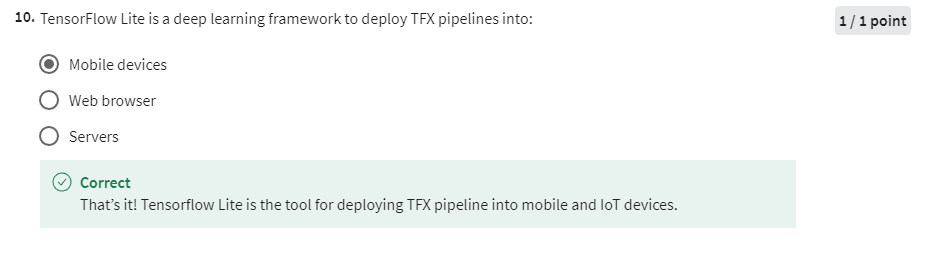 10. TensorFlow Lite is a deep learning framework to deploy TFX pipelines into:
1 / 1 point
Mobile devices
Web browser
Servers
Correct
That's it! Tensorflow Lite is the tool for deploying TFX pipeline into mobile and IoT devices.